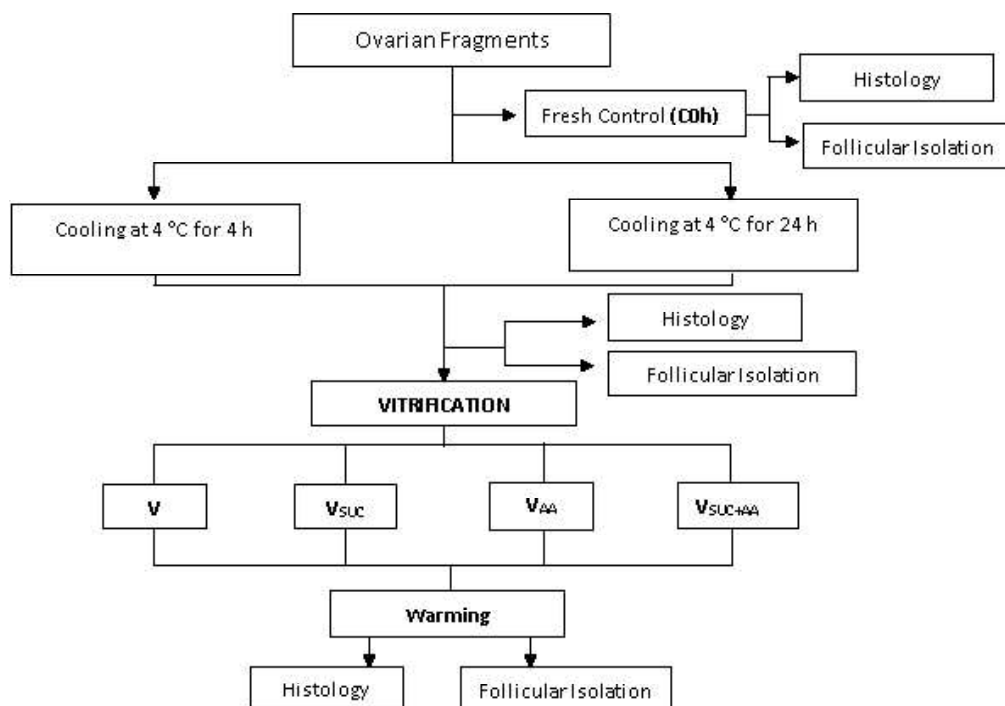 Ovarian Fragments
Histology
Fresh Control (C0h)
Follicular Isolation
Cooling at 4 °C for 4 h
Cooling at 4 °C for 24 h
Histology
Follicular Isolation
VITRIFICATION
V
VSUC
VAA
VSUC+AA
Warming
Histology
Follicular Isolation